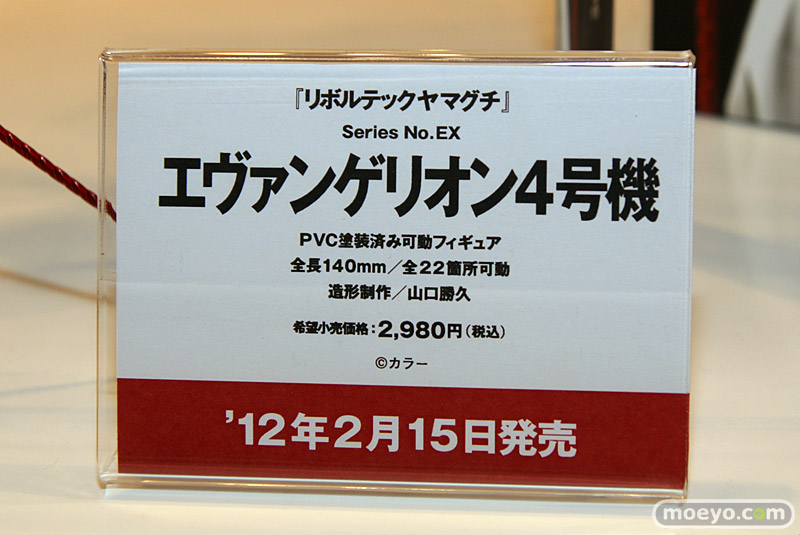 『リボルテックヤマグチ』
Series No.EX
エヴァンゲリオン4号機
PVC塗装済み可動フィギュア
全長140mm／全22箇所可動
造形制作／山口勝久
希望小売価格：2,980円（税込）
©カラー
’12年2月15日発売
moeyo.com